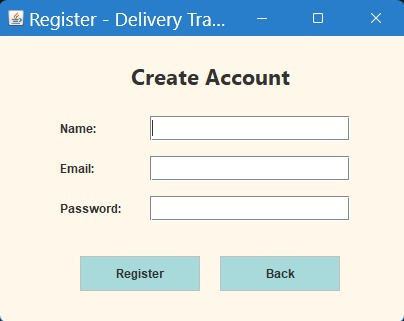 Register - Delivery Tra...
Create Account
Name:
Email:
Password:
Register Back